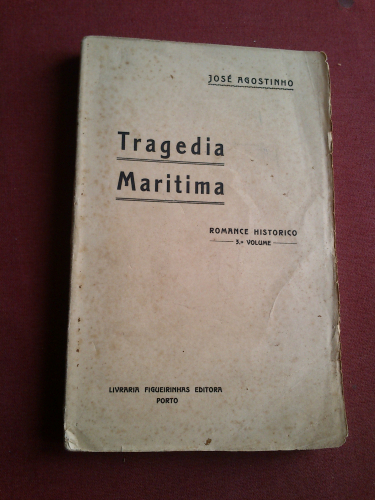 JOSÉ AGOSTINHO
Tragedia
Maritima
ROMANCE HISTORICO
3.º VOLUME
LIVRARIA FIGUEIRINHAS EDITORA
PORTO